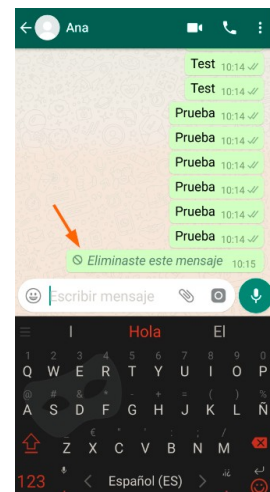 Ana
Test 10:14
Test 10:14
Prueba 10:14
Prueba 10:14
Prueba 10:14
Prueba 10:14
Prueba 10:14
Prueba 10:14
Eliminaste este mensaje 10:15
Escribir mensaje
I Hola El
1 2 3 4 5 6 7 8 9 0
Q W E R T Y U I O P
@ # & * - + = ( ) %
A S D F G H J K L Ñ
€ " ' : ; /
Z X C V B N M
123 < Español (ES) >